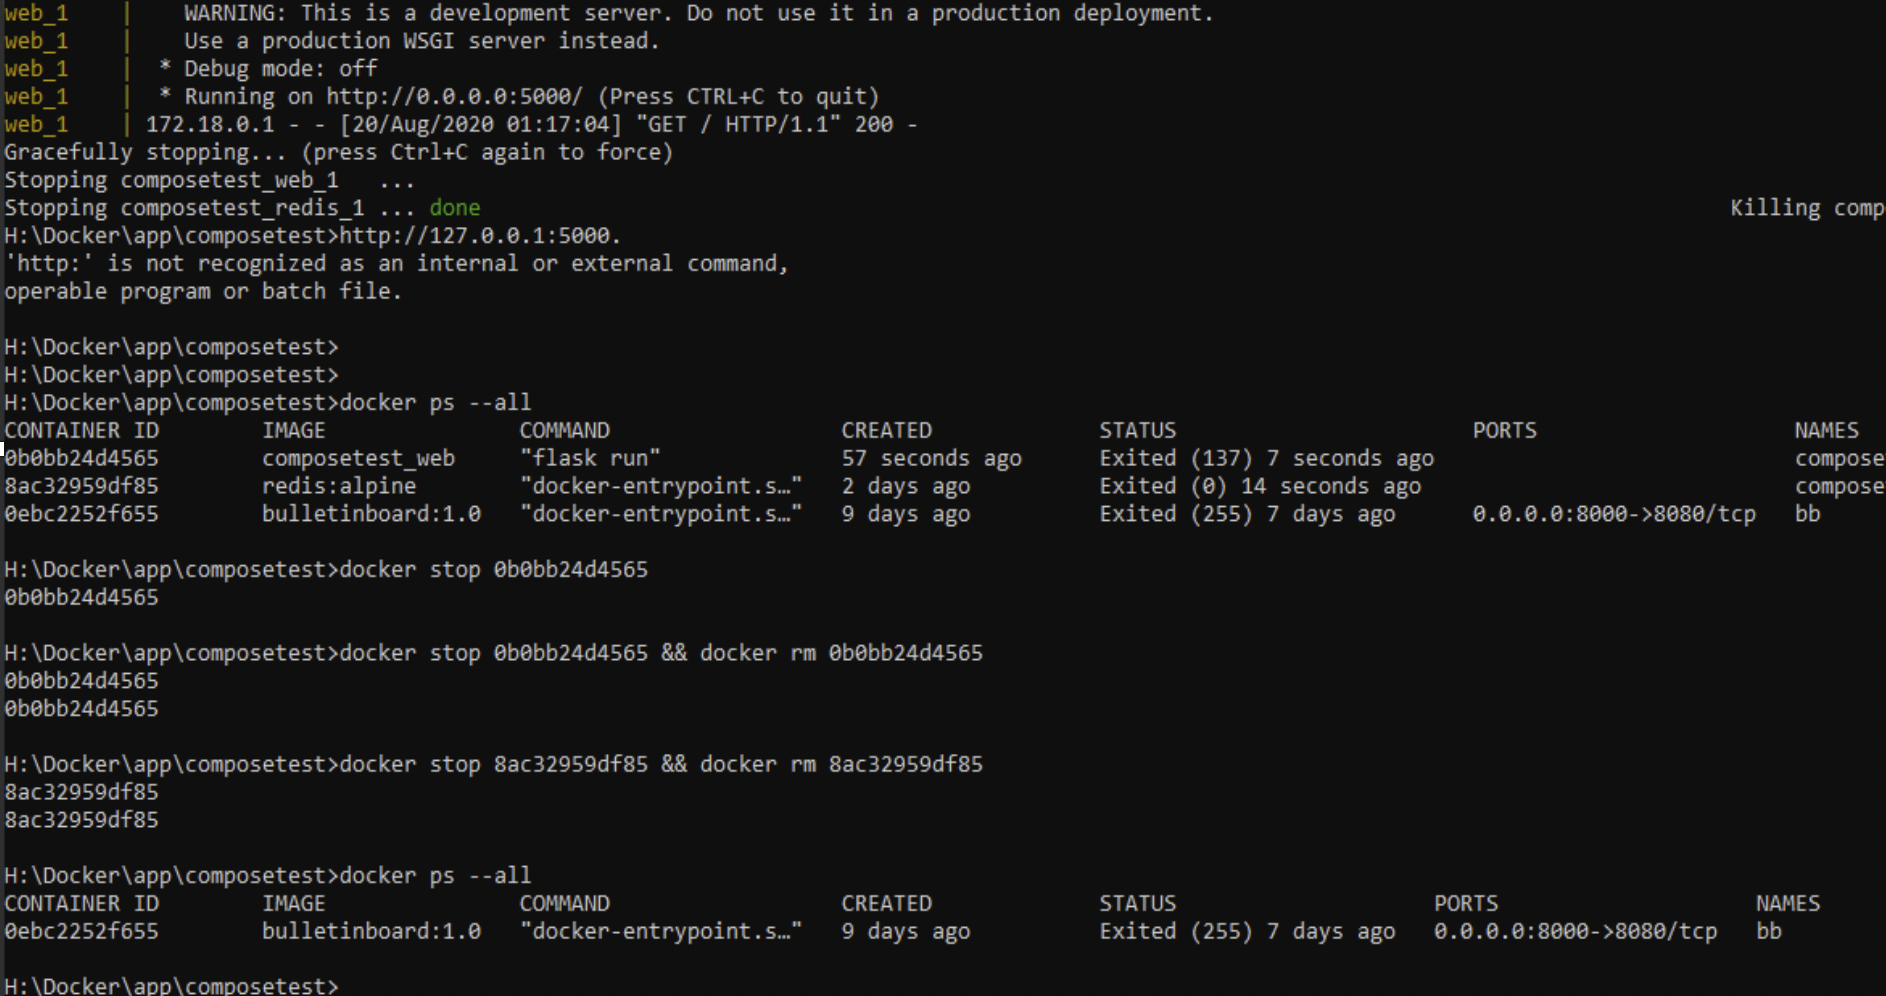 web_1    |    WARNING: This is a development server. Do not use it in a production deployment.
web_1    |    Use a production WSGI server instead.
web_1    |  * Debug mode: off
web_1    |  * Running on http://0.0.0.0:5000/ (Press CTRL+C to quit)
web_1    | 172.18.0.1 - - [20/Aug/2020 01:17:04] "GET / HTTP/1.1" 200 -
Gracefully stopping... (press Ctrl+C again to force)
Stopping composetest_web_1   ...
Stopping composetest_redis_1 ... done Killing comp
H:\Docker\app\composetest>http://127.0.0.1:5000.
'http:' is not recognized as an internal or external command,
operable program or batch file.
H:\Docker\app\composetest>
H:\Docker\app\composetest>
H:\Docker\app\composetest>docker ps --all
CONTAINER ID        IMAGE               COMMAND                  CREATED             STATUS                       PORTS                    NAMES
0b0bb24d4565        composetest_web     "flask run"              57 seconds ago      Exited (137) 7 seconds ago                            compose
8ac32959df85        redis:alpine        "docker-entrypoint.s…"   2 days ago          Exited (0) 14 seconds ago                             compose
0ebc2252f655        bulletinboard:1.0   "docker-entrypoint.s…"   9 days ago          Exited (255) 7 days ago      0.0.0.0:8000->8080/tcp   bb
H:\Docker\app\composetest>docker stop 0b0bb24d4565
0b0bb24d4565
H:\Docker\app\composetest>docker stop 0b0bb24d4565 && docker rm 0b0bb24d4565
0b0bb24d4565
0b0bb24d4565
H:\Docker\app\composetest>docker stop 8ac32959df85 && docker rm 8ac32959df85
8ac32959df85
8ac32959df85
H:\Docker\app\composetest>docker ps --all
CONTAINER ID        IMAGE               COMMAND                  CREATED             STATUS                    PORTS                    NAMES
0ebc2252f655        bulletinboard:1.0   "docker-entrypoint.s…"   9 days ago          Exited (255) 7 days ago   0.0.0.0:8000->8080/tcp   bb
H:\Docker\app\composetest>